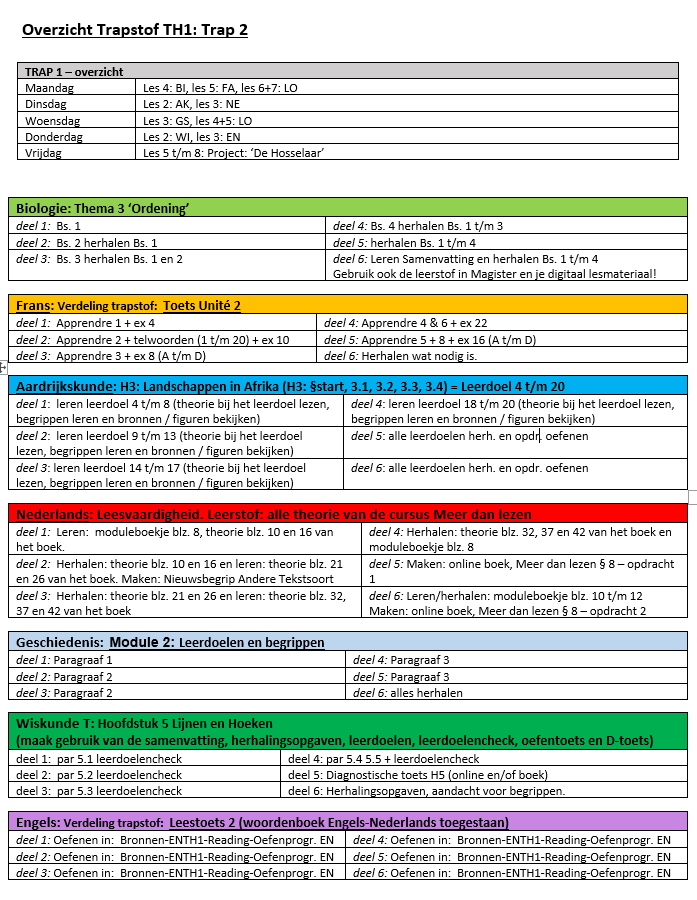 Overzicht Trapstof TH1: Trap 2
TRAP 1 – overzicht
Maandag Les 4: BI, les 5: FA, les 6+7: LO
Dinsdag Les 2: AK, les 3: NE
Woensdag Les 3: GS, les 4+5: LO
Donderdag Les 2: WI, les 3: EN
Vrijdag Les 5 t/m 8: Project: ‘De Hosselaar’
Biologie: Thema 3 ‘Ordening’
deel 1: Bs. 1
deel 2: Bs. 2 herhalen Bs. 1
deel 3: Bs. 3 herhalen Bs. 1 en 2
deel 4: Bs. 4 herhalen Bs. 1 t/m 3
deel 5: herhalen Bs. 1 t/m 4
deel 6: Leren Samenvatting en herhalen Bs. 1 t/m 4
Gebruik ook de leerstof in Magister en je digitaal lesmateriaal!
Frans: Verdeling trapstof: Toets Unité 2
deel 1: Apprendre 1 + ex 4
deel 2: Apprendre 2 + telwoorden (1 t/m 20) + ex 10
deel 3: Apprendre 3 + ex 8 (A t/m D)
deel 4: Apprendre 4 & 6 + ex 22
deel 5: Apprendre 5 + 8 + ex 16 (A t/m D)
deel 6: Herhalen wat nodig is.
Aardrijkskunde: H3: Landschappen in Afrika (H3: §start, 3.1, 3.2, 3.3, 3.4) = Leerdoel 4 t/m 20
deel 1: leren leerdoel 4 t/m 8 (theorie bij het leerdoel lezen,
begrippen leren en bronnen / figuren bekijken)
deel 2: leren leerdoel 9 t/m 13 (theorie bij het leerdoel
lezen, begrippen leren en bronnen / figuren bekijken)
deel 3: leren leerdoel 14 t/m 17 (theorie bij het leerdoel
lezen, begrippen leren en bronnen / figuren bekijken)
deel 4: leren leerdoel 18 t/m 20 (theorie bij het leerdoel lezen,
begrippen leren en bronnen / figuren bekijken)
deel 5: alle leerdoelen herh. en opdr. oefenen
deel 6: alle leerdoelen herh. en opdr. oefenen
Nederlands: Leesvaardigheid. Leerstof: alle theorie van de cursus Meer dan lezen
deel 1: Leren: moduleboekje blz. 8, theorie blz. 10 en 16 van
het boek.
deel 2: Herhalen: theorie blz. 10 en 16 en leren: theorie blz. 21
en 26 van het boek. Maken: Nieuwsbegrip Andere Tekstsoort
deel 3: Herhalen: theorie blz. 21 en 26 en leren: theorie blz. 32,
37 en 42 van het boek
deel 4: Herhalen: theorie blz. 32, 37 en 42 van het boek en
moduleboekje blz. 8
deel 5: Maken: online boek, Meer dan lezen § 8 – opdracht
1
deel 6: Leren/herhalen: moduleboekje blz. 10 t/m 12
Maken: online boek, Meer dan lezen § 8 – opdracht 2
Geschiedenis: Module 2: Leerdoelen en begrippen
deel 1: Paragraaf 1
deel 2: Paragraaf 2
deel 3: Paragraaf 2
deel 4: Paragraaf 3
deel 5: Paragraaf 3
deel 6: alles herhalen
Wiskunde T: Hoofdstuk 5 Lijnen en Hoeken
(maak gebruik van de samenvatting, herhalingsopgaven, leerdoelen, leerdoelencheck, oefentoets en D-toets)
deel 1: par 5.1 leerdoelencheck
deel 2: par 5.2 leerdoelencheck
deel 3: par 5.3 leerdoelencheck
deel 4: par 5.4 5.5 + leerdoelencheck
deel 5: Diagnostische toets H5 (online en/of boek)
deel 6: Herhalingsopgaven, aandacht voor begrippen.
Engels: Verdeling trapstof: Leestoets 2 (woordenboek Engels-Nederlands toegestaan)
deel 1: Oefenen in: Bronnen-ENTH1-Reading-Oefenprogr. EN
deel 2: Oefenen in: Bronnen-ENTH1-Reading-Oefenprogr. EN
deel 3: Oefenen in: Bronnen-ENTH1-Reading-Oefenprogr. EN
deel 4: Oefenen in: Bronnen-ENTH1-Reading-Oefenprogr. EN
deel 5: Oefenen in: Bronnen-ENTH1-Reading-Oefenprogr. EN
deel 6: Oefenen in: Bronnen-ENTH1-Reading-Oefenprogr. EN